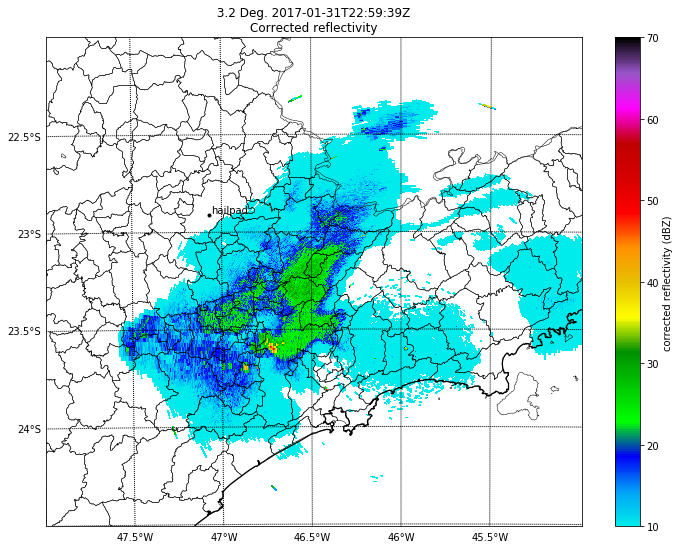 3.2 Deg. 2017-01-31T22:59:39Z
Corrected reflectivity
22.5°S
23°S
23.5°S
24°S
hailpad
47.5°W
47°W
46.5°W
46°W
45.5°W
70
60
50
40
30
20
10
corrected reflectivity (dBZ)